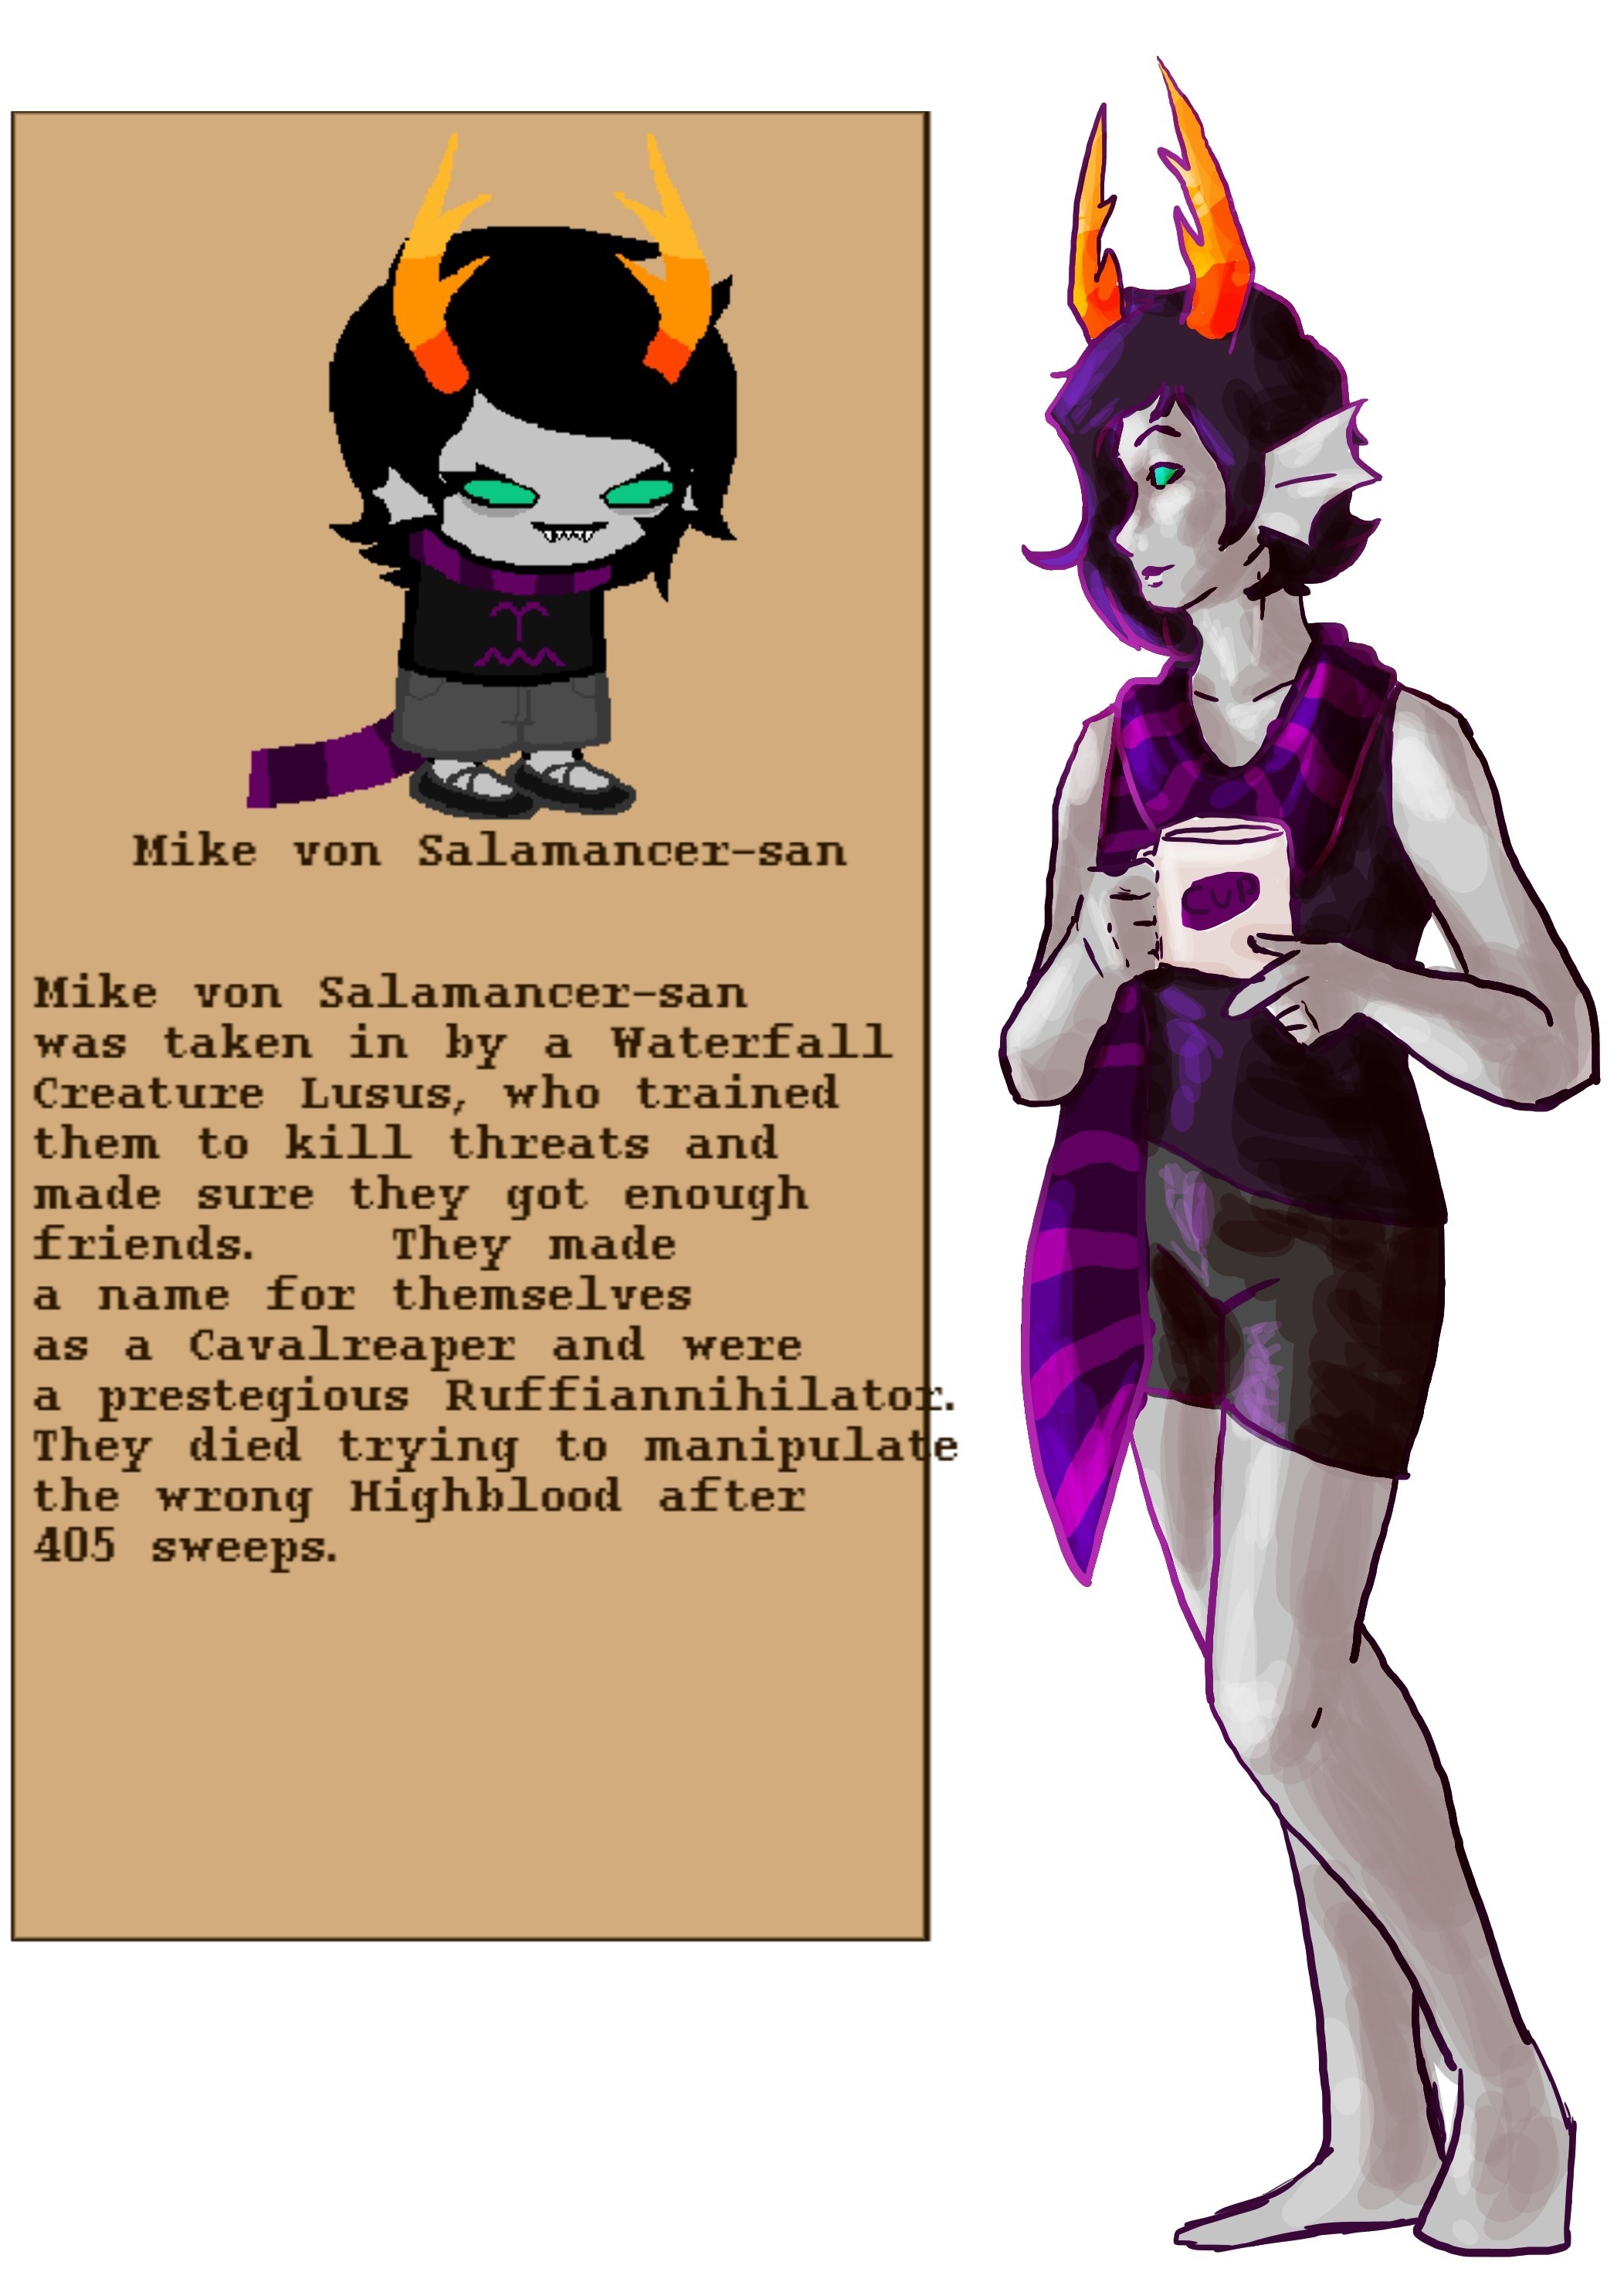 Mike von Salamancer-san
Mike von Salamancer-san
was taken in by a Waterfall
Creature Lusus, who trained
them to kill threats and
made sure they got enough
friends. They made
a name for themselves
as a Cavalreaper and were
a prestegious Ruffiannihilator.
They died trying to manipulate
the wrong Highblood after
405 sweeps.
CUP